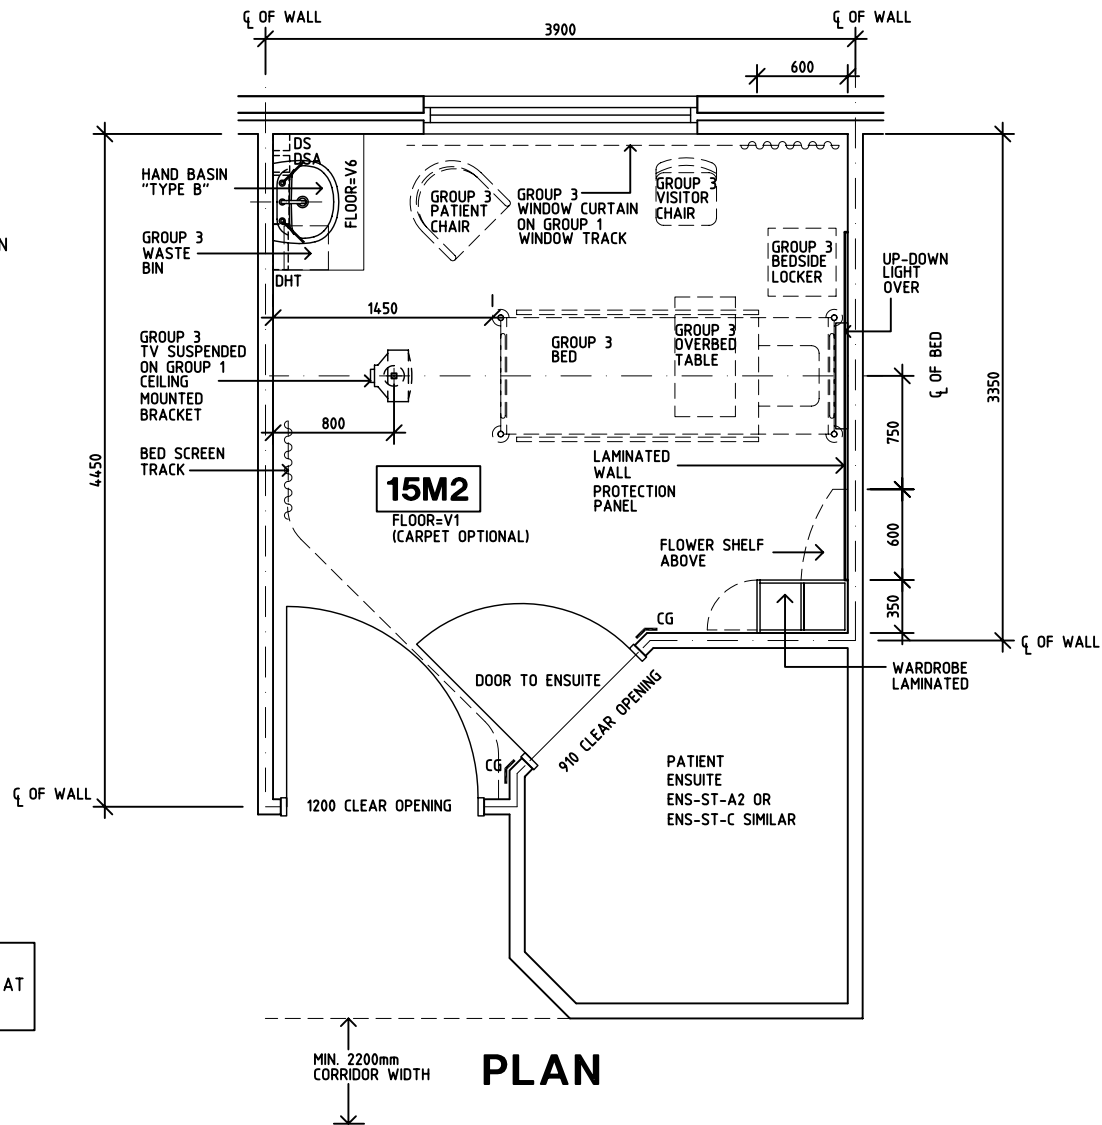 ℄ OF WALL
℄ OF WALL
3900
600
DS
DSA
HAND BASIN
"TYPE B"
FLOOR=V6
GROUP 3
PATIENT
CHAIR
GROUP 3
WINDOW CURTAIN
ON GROUP 1
WINDOW TRACK
GROUP 3
VISITOR
CHAIR
N
GROUP 3
WASTE
BIN
DHT
GROUP 3
BEDSIDE
LOCKER
UP-DOWN
LIGHT
OVER
1450
GROUP 3
TV SUSPENDED
ON GROUP 1
CEILING
MOUNTED
BRACKET
GROUP 3
BED
GROUP 3
OVERBED
TABLE
℄ OF BED
3350
800
750
4450
BED SCREEN
TRACK
LAMINATED
WALL
PROTECTION
PANEL
15M2
FLOOR=V1
(CARPET OPTIONAL)
FLOWER SHELF
ABOVE
600
350
CG
℄ OF WALL
WARDROBE
LAMINATED
DOOR TO ENSUITE
910 CLEAR OPENING
CG
PATIENT
ENSUITE
ENS-ST-A2 OR
ENS-ST-C SIMILAR
℄ OF WALL
1200 CLEAR OPENING
AT
MIN. 2200mm
CORRIDOR WIDTH
PLAN